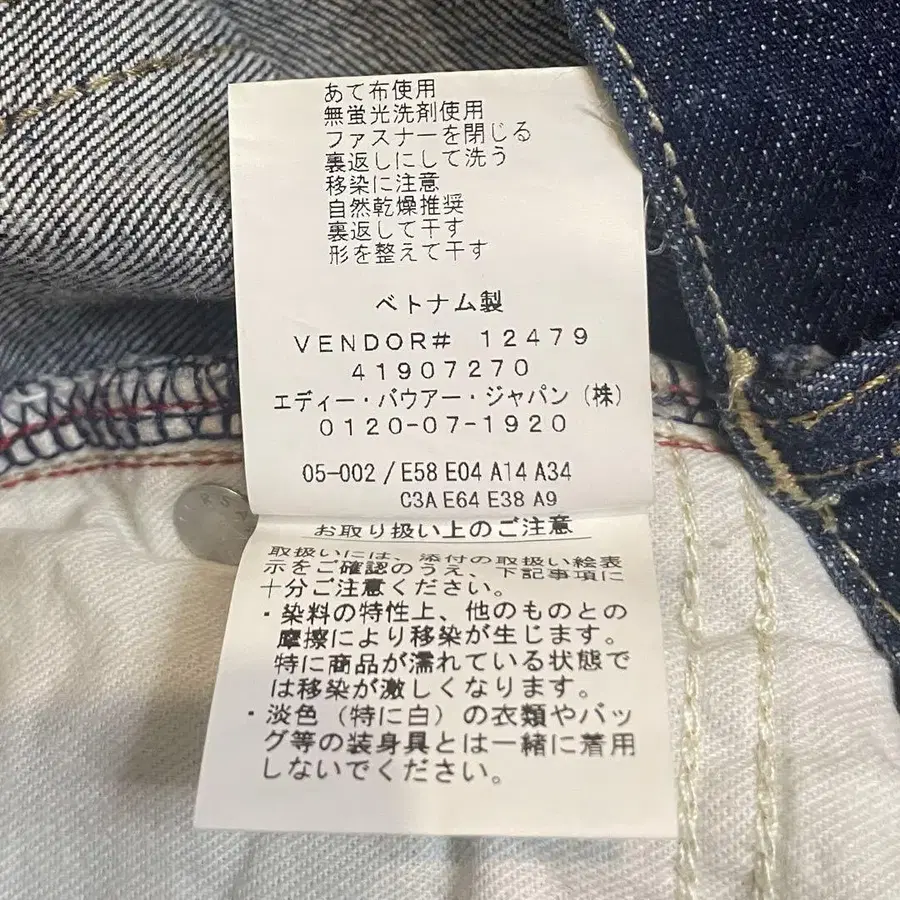 あて布使用
無蛍光洗剤使用
ファスナーを閉じる
裏返しにして洗う
移染に注意
自然乾燥推奨
裏返して干す
形を整えて干す
ベトナム製
VENDOR# 12479
41907270
エディー・バウアー・ジャパン(株)
0120-07-1920
05-002/E58 E04 A14 A34
C3A E64 E38 A9
お取り扱い上のご注意
取扱いには、添付の取扱い絵表
示をご確認のうえ、下記事項に
十分ご注意ください。
・染料の特性上、他のものとの
摩擦により移染が生じます。
特に商品が濡れている状態で
は移染が激しくなります。
・淡色(特に白)の衣類やバッ
グ等の装身具とは一緒に着用
しないでください。